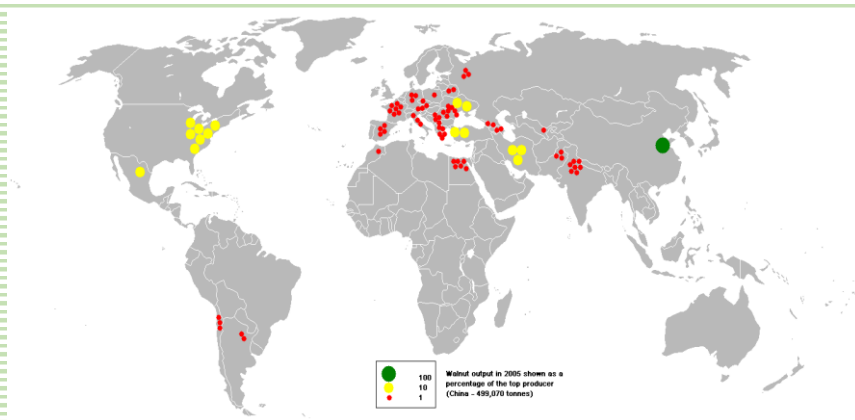 100
10
1
Walnut output in 2005 shown as a
percentage of the top producer
(China - 499,070 tonnes)